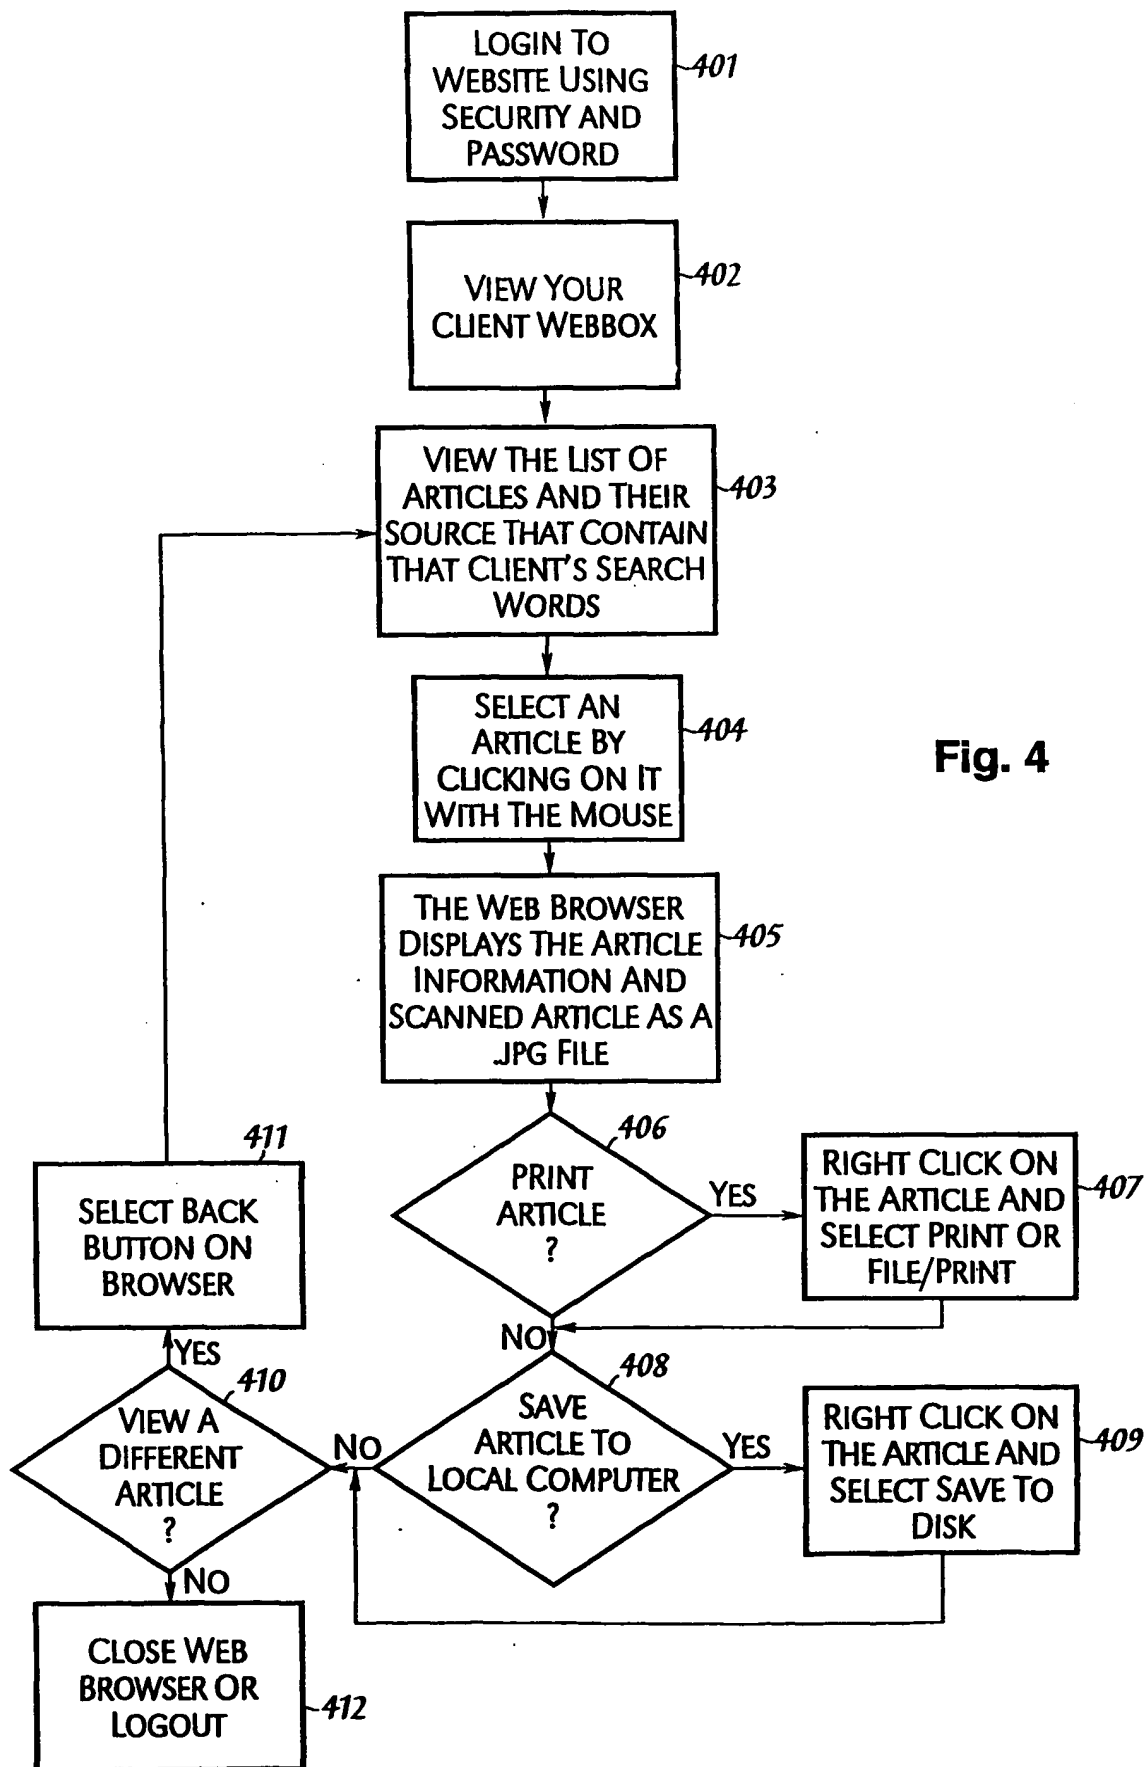 LOGIN TO
WEBSITE USING
SECURITY AND
PASSWORD
401
VIEW YOUR
CLIENT WEBBOX
402
VIEW THE LIST OF
ARTICLES AND THEIR
SOURCE THAT CONTAIN
THAT CLIENT'S SEARCH
WORDS
403
SELECT AN
ARTICLE BY
CLICKING ON IT
WITH THE MOUSE
404
Fig. 4
THE WEB BROWSER
DISPLAYS THE ARTICLE
INFORMATION AND
SCANNED ARTICLE AS A
.JPG FILE
405
406
PRINT
ARTICLE
?
YES
RIGHT CLICK ON
THE ARTICLE AND
SELECT PRINT OR
FILE/PRINT
407
NO
408
SAVE
ARTICLE TO
LOCAL COMPUTER
?
YES
RIGHT CLICK ON
THE ARTICLE AND
SELECT SAVE TO
DISK
409
NO
410
VIEW A
DIFFERENT
ARTICLE
?
YES
411
SELECT BACK
BUTTON ON
BROWSER
NO
CLOSE WEB
BROWSER OR
LOGOUT
412